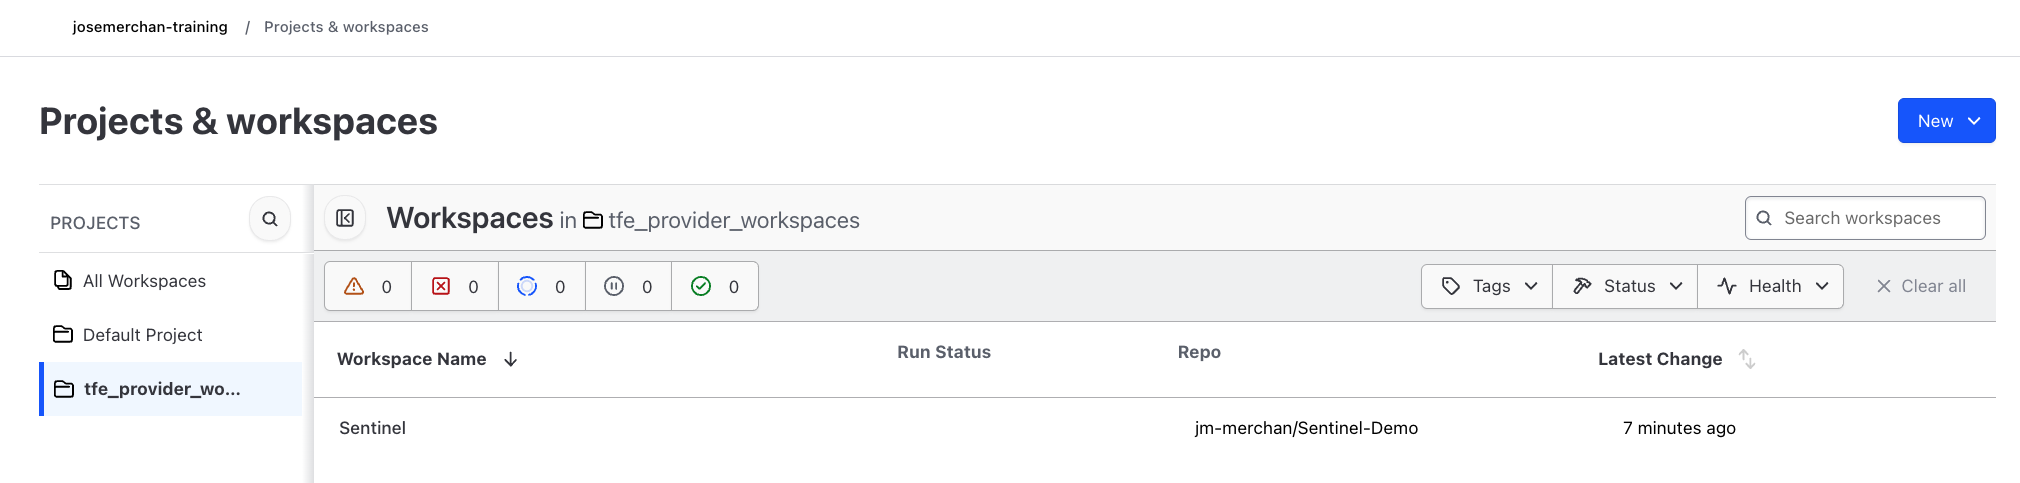 josemerchan-training / Projects & workspaces
Projects & workspaces
New
PROJECTS
All Workspaces
Default Project
tfe_provider_wo...
Workspaces in tfe_provider_workspaces
Search workspaces
0 0 0 0 0
Tags Status Health Clear all
Workspace Name Run Status Repo Latest Change
Sentinel jm-merchan/Sentinel-Demo 7 minutes ago